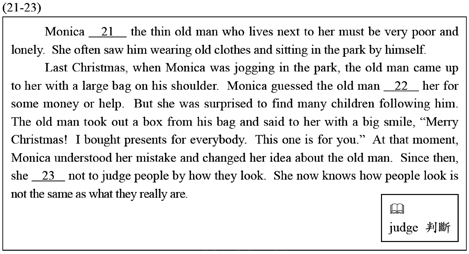 (21-23)
Monica 21 the thin old man who lives next to her must be very poor and
lonely. She often saw him wearing old clothes and sitting in the park by himself.
Last Christmas, when Monica was jogging in the park, the old man came up
to her with a large bag on his shoulder. Monica guessed the old man 22 her for
some money or help. But she was surprised to find many children following him.
The old man took out a box from his bag and said to her with a big smile, “Merry
Christmas! I bought presents for everybody. This one is for you.” At that moment,
Monica understood her mistake and changed her idea about the old man. Since then,
she 23 not to judge people by how they look. She now knows how people look is
not the same as what they really are.
judge 判斷